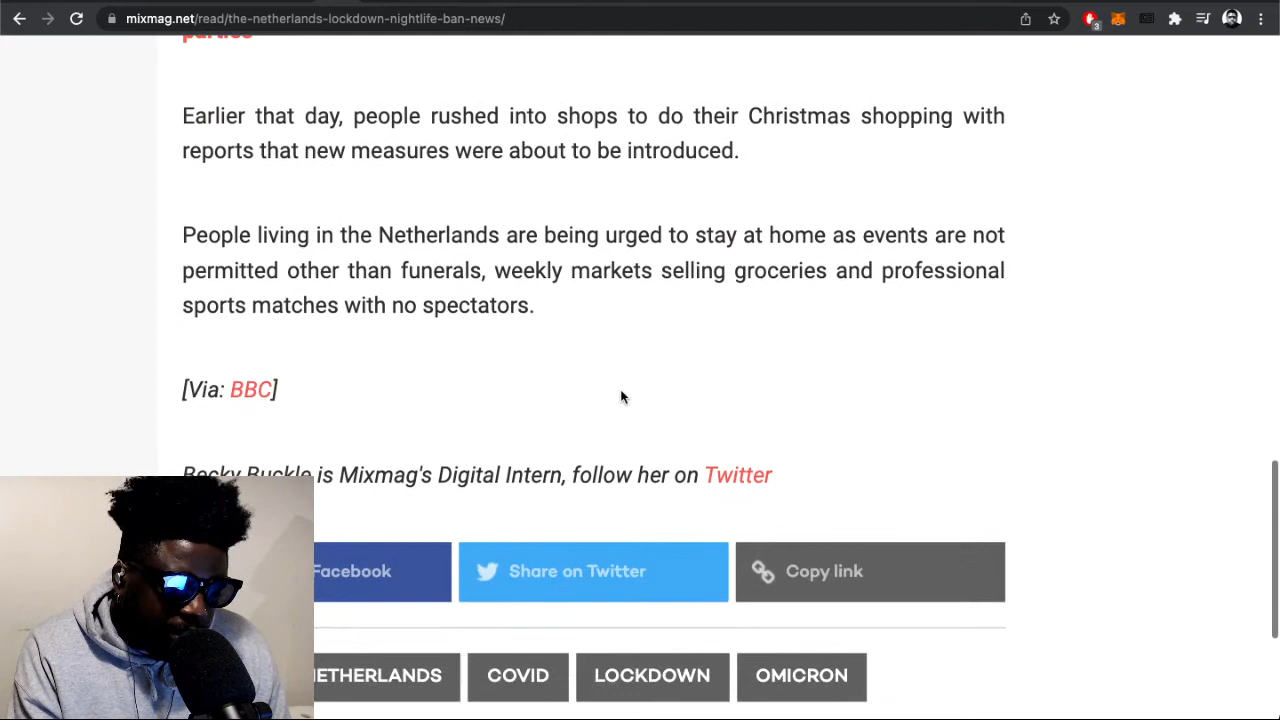 mixmag.net/read/the-netherlands-lockdown-nightlife-ban-news/
3
parties
Earlier that day, people rushed into shops to do their Christmas shopping with
reports that new measures were about to be introduced.
People living in the Netherlands are being urged to stay at home as events are not
permitted other than funerals, weekly markets selling groceries and professional
sports matches with no spectators.
[Via: BBC]
Becky Buckle is Mixmag's Digital Intern, follow her on Twitter
Facebook
Share on Twitter
Copy link
ETHERLANDS
COVID
LOCKDOWN
OMICRON